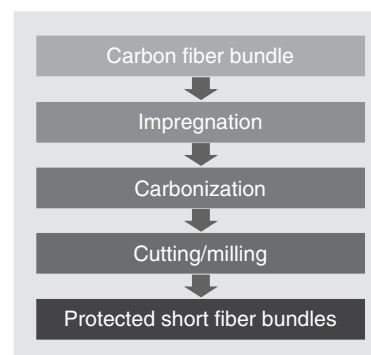 Carbon fiber bundle
Impregnation
Carbonization
Cutting/milling
Protected short fiber bundles